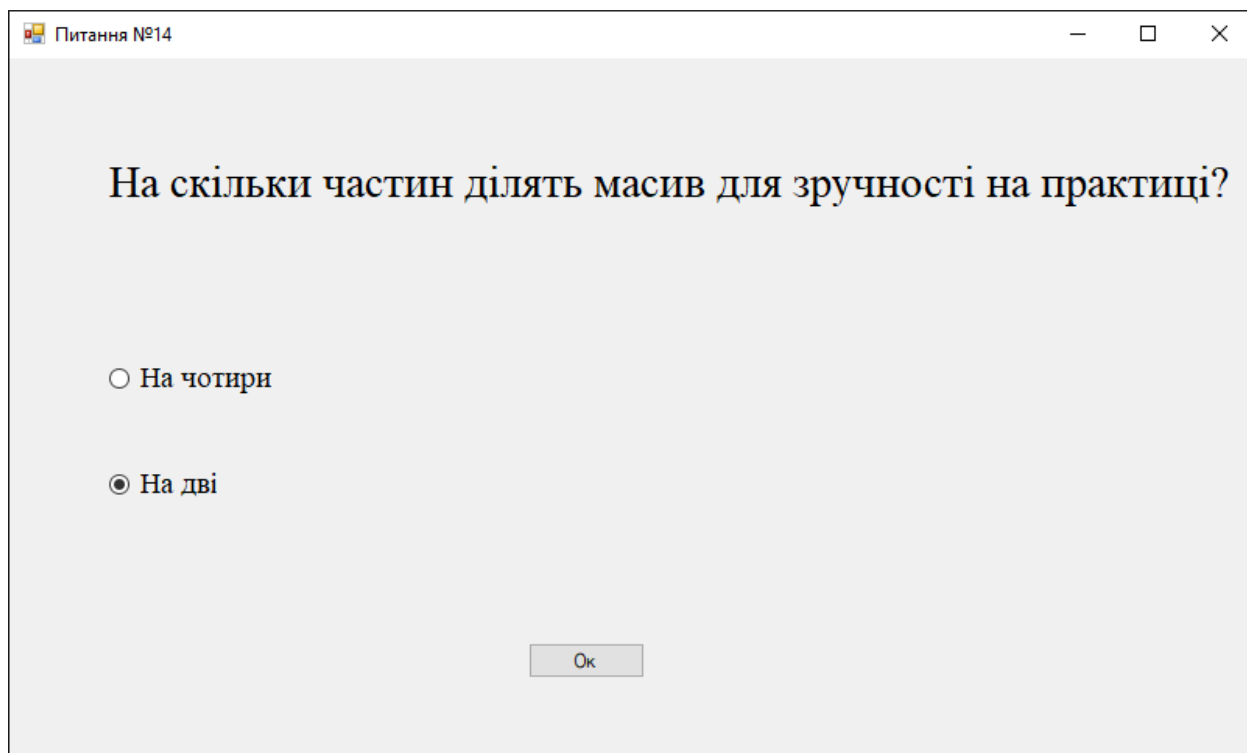 Питання №14
На скільки частин ділять масив для зручності на практиці?
На чотири
На дві
Ок